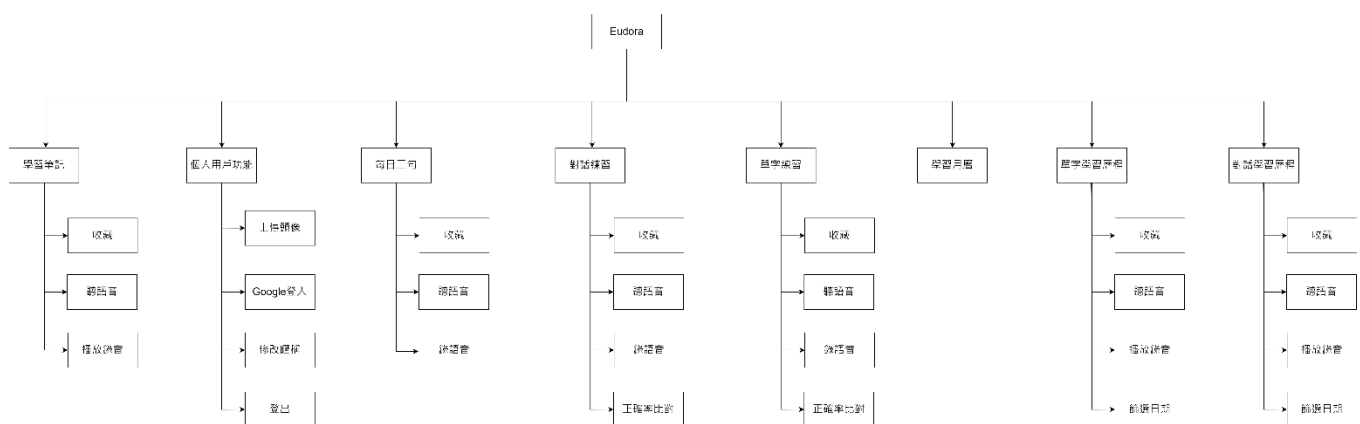 Eudora
學習筆記
個人用戶功能
每日三句
對話練習
單字練習
學習月曆
單字學習歷程
對話學習歷程
收藏
上傳頭像
收藏
收藏
收藏
收藏
收藏
聽語音
Google登入
聽語音
聽語音
聽語音
聽語音
聽語音
播放錄音
修改暱稱
錄語音
錄語音
錄語音
播放錄音
播放錄音
登出
正確率比對
正確率比對
篩選日期
篩選日期